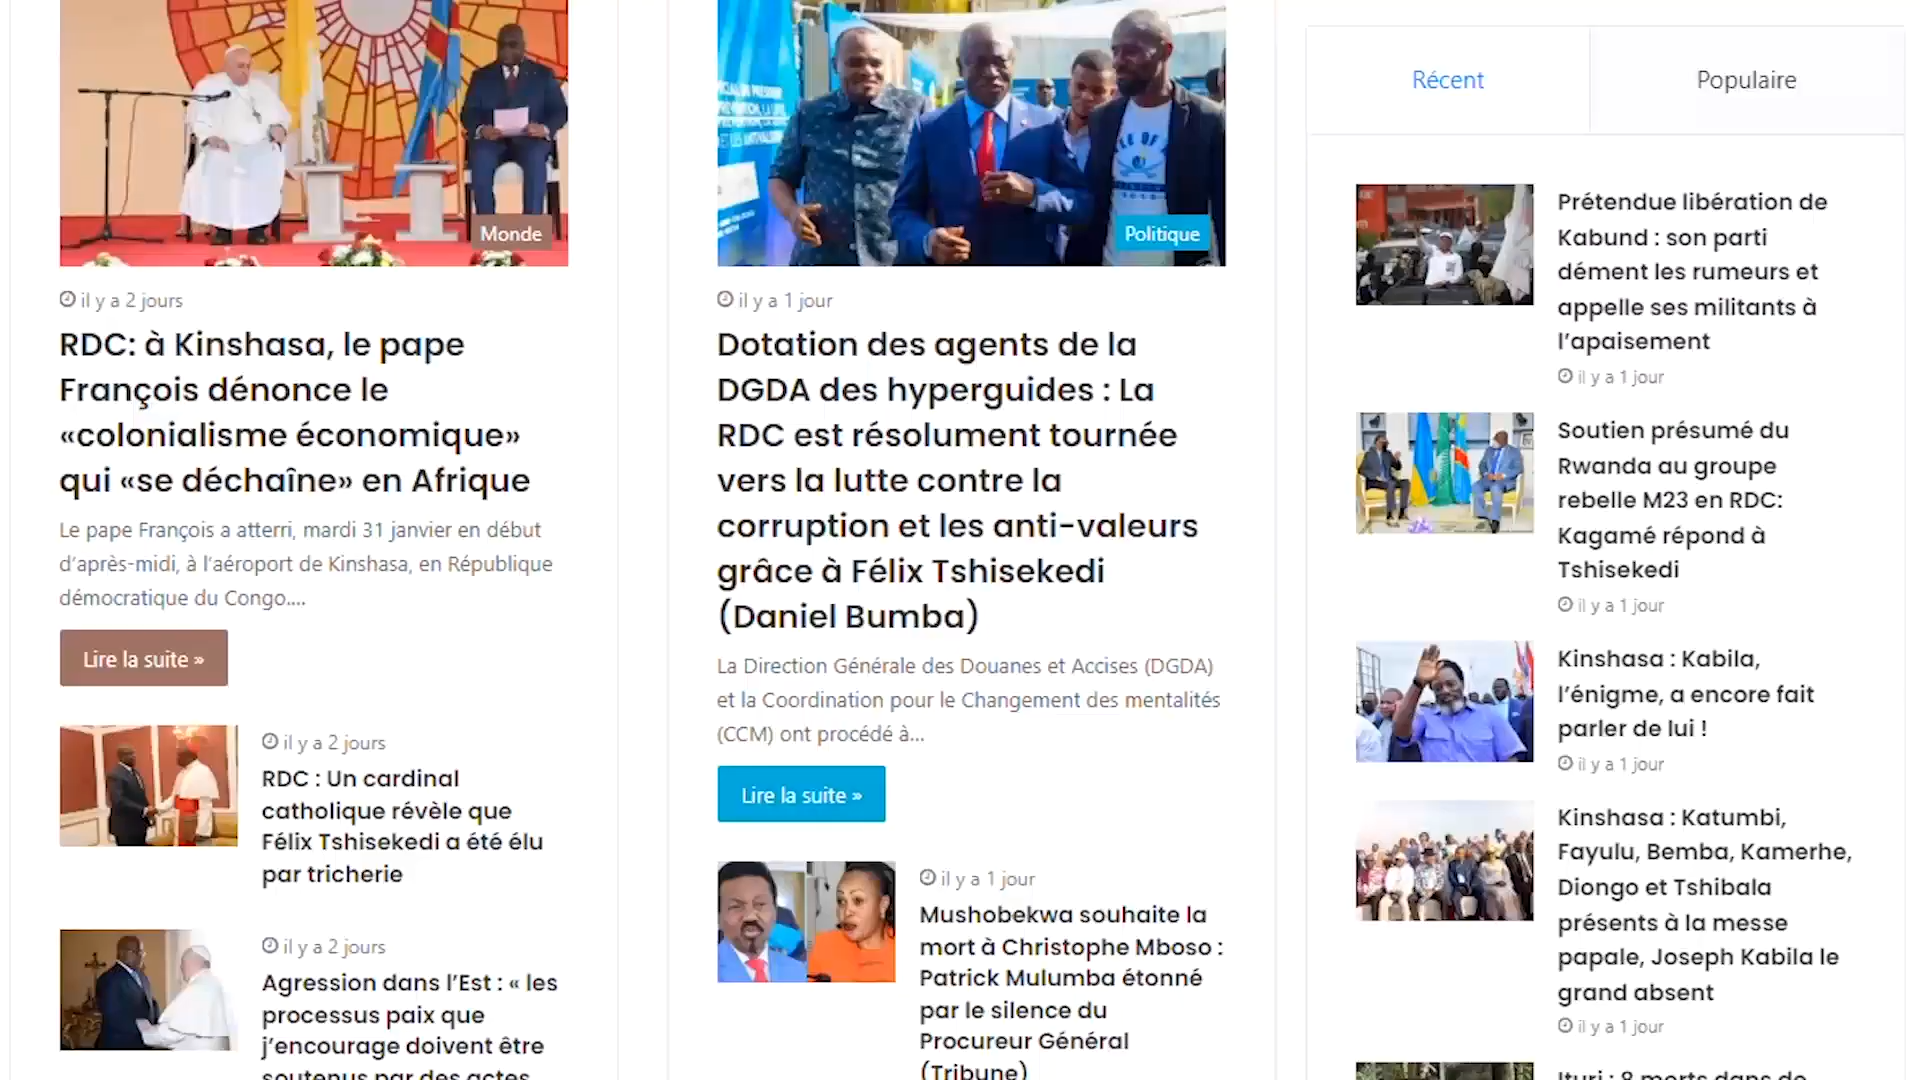 Monde
il y a 2 jours
RDC: à Kinshasa, le pape
François dénonce le
«colonialisme économique»
qui «se déchaîne» en Afrique
Le pape François a atterri, mardi 31 janvier en début
d'après-midi, à l'aéroport de Kinshasa, en République
démocratique du Congo....
Lire la suite »
il y a 2 jours
RDC : Un cardinal
catholique révèle que
Félix Tshisekedi a été élu
par tricherie
il y a 2 jours
Agression dans l'Est : « les
processus paix que
j'encourage doivent être
soutenus par des actes
Politique
il y a 1 jour
Dotation des agents de la
DGDA des hyperguides : La
RDC est résolument tournée
vers la lutte contre la
corruption et les anti-valeurs
grâce à Félix Tshisekedi
(Daniel Bumba)
La Direction Générale des Douanes et Accises (DGDA)
et la Coordination pour le Changement des mentalités
(CCM) ont procédé à...
Lire la suite »
il y a 1 jour
Mushobekwa souhaite la
mort à Christophe Mboso :
Patrick Mulumba étonné
par le silence du
Procureur Général
(Tribune)
Récent
Populaire
Prétendue libération de
Kabund : son parti
dément les rumeurs et
appelle ses militants à
l'apaisement
il y a 1 jour
Soutien présumé du
Rwanda au groupe
rebelle M23 en RDC:
Kagamé répond à
Tshisekedi
il y a 1 jour
Kinshasa : Kabila,
l'énigme, a encore fait
parler de lui !
il y a 1 jour
Kinshasa : Katumbi,
Fayulu, Bemba, Kamerhe,
Diongo et Tshibala
présents à la messe
papale, Joseph Kabila le
grand absent
il y a 1 jour
Ituri : 8 morts dans de